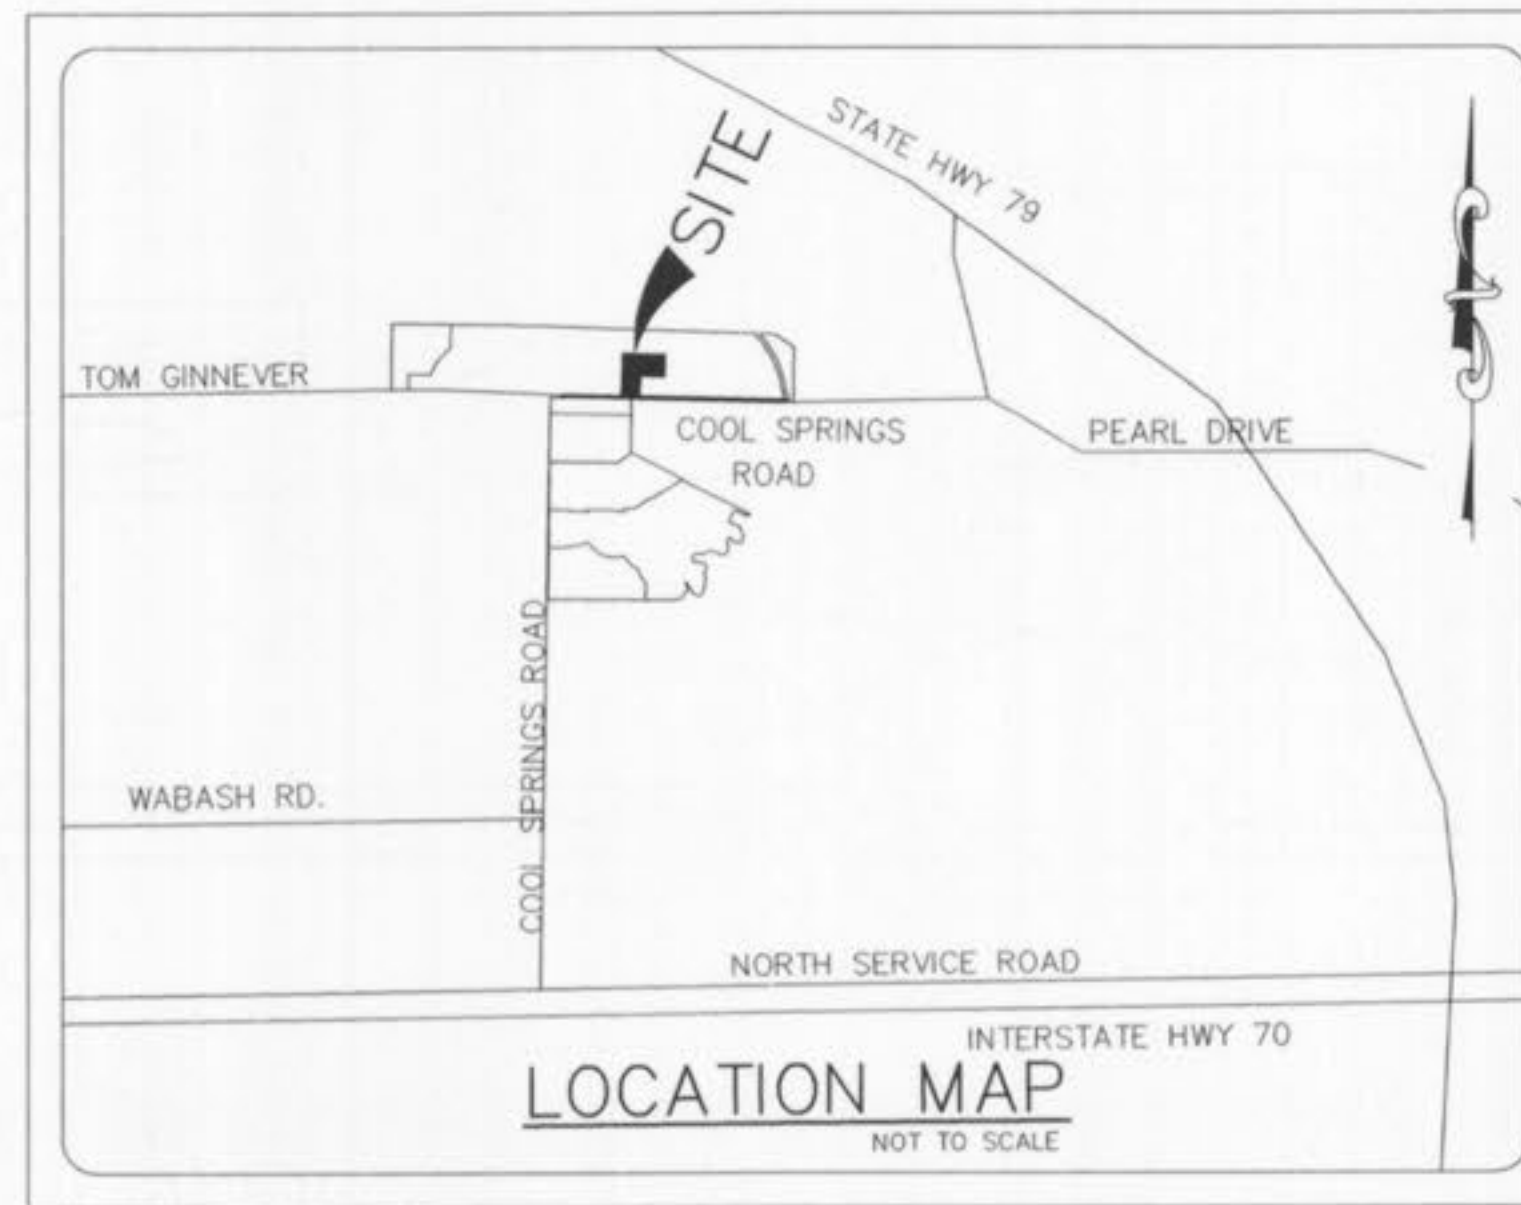 STATE HWY 79
SITE
TOM GINNEVER
COOL SPRINGS
ROAD
PEARL DRIVE
COOL SPRINGS ROAD
WABASH RD.
NORTH SERVICE ROAD
INTERSTATE HWY 70
LOCATION MAP
NOT TO SCALE